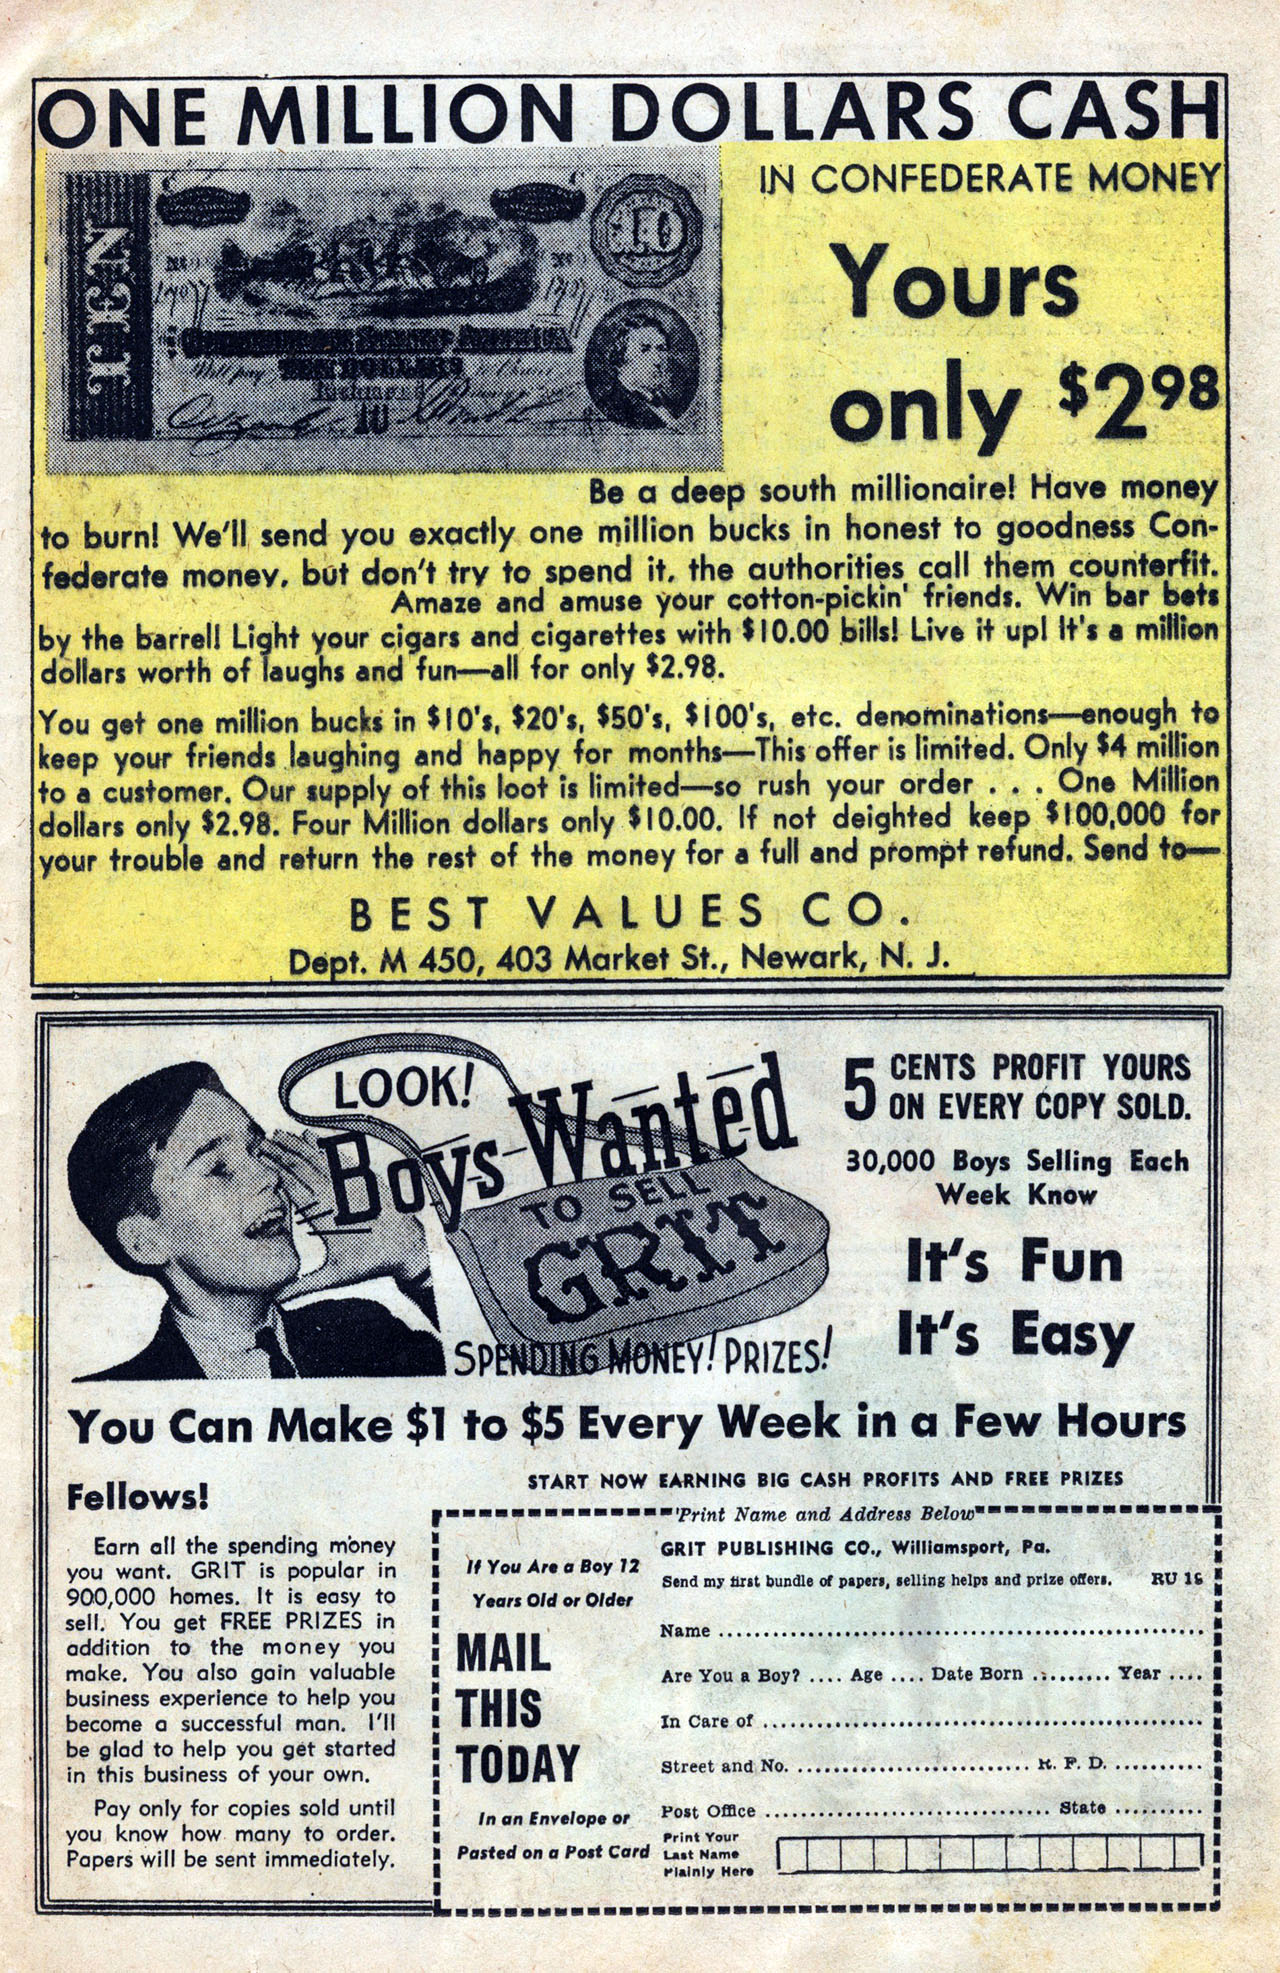 ONE MILLION DOLLARS CASH
IN CONFEDERATE MONEY
TEN
10
Yours
only $2 98
TEN DOLLARS
Richmond
10
Be a deep south millionaire! Have money
to burn! We'll send you exactly one million bucks in honest to goodness Con-
federate money, but don't try to spend it, the authorities call them counterfit.
Amaze and amuse your cotton-pickin' friends. Win bar bets
by the barrel! Light your cigars and cigarettes with $10.00 bills! Live it up! It's a million
dollars worth of laughs and fun—all for only $2.98.
You get one million bucks in $10's, $20's, $50's, $100's, etc. denominations—enough to
keep your friends laughing and happy for months—This offer is limited. Only $4 million
to a customer. Our supply of this loot is limited—so rush your order . . . One Million
dollars only $2.98. Four Million dollars only $10.00. If not deighted keep $100,000 for
your trouble and return the rest of the money for a full and prompt refund. Send to—
BEST VALUES CO.
Dept. M 450, 403 Market St., Newark, N. J.
LOOK!
Boys Wanted
TO SELL
GRIT
SPENDING MONEY! PRIZES!
5 CENTS PROFIT YOURS
ON EVERY COPY SOLD.
30,000 Boys Selling Each
Week Know
It's Fun
It's Easy
You Can Make $1 to $5 Every Week in a Few Hours
START NOW EARNING BIG CASH PROFITS AND FREE PRIZES
Fellows!
Earn all the spending money
you want. GRIT is popular in
900,000 homes. It is easy to
sell. You get FREE PRIZES in
addition to the money you
make. You also gain valuable
business experience to help you
become a successful man. I'll
be glad to help you get started
in this business of your own.
Pay only for copies sold until
you know how many to order.
Papers will be sent immediately.
If You Are a Boy 12
Years Old or Older
MAIL
THIS
TODAY
In an Envelope or
Pasted on a Post Card
Print Name and Address Below
GRIT PUBLISHING CO., Williamsport, Pa.
Send my first bundle of papers, selling helps and prize offers. RU 16
Name
Are You a Boy? .... Age .... Date Born ......... Year ....
In Care of
Street and No. .......................... R. F. D. ..........
Post Office ................................ State ..........
Print Your
Last Name
Plainly Here